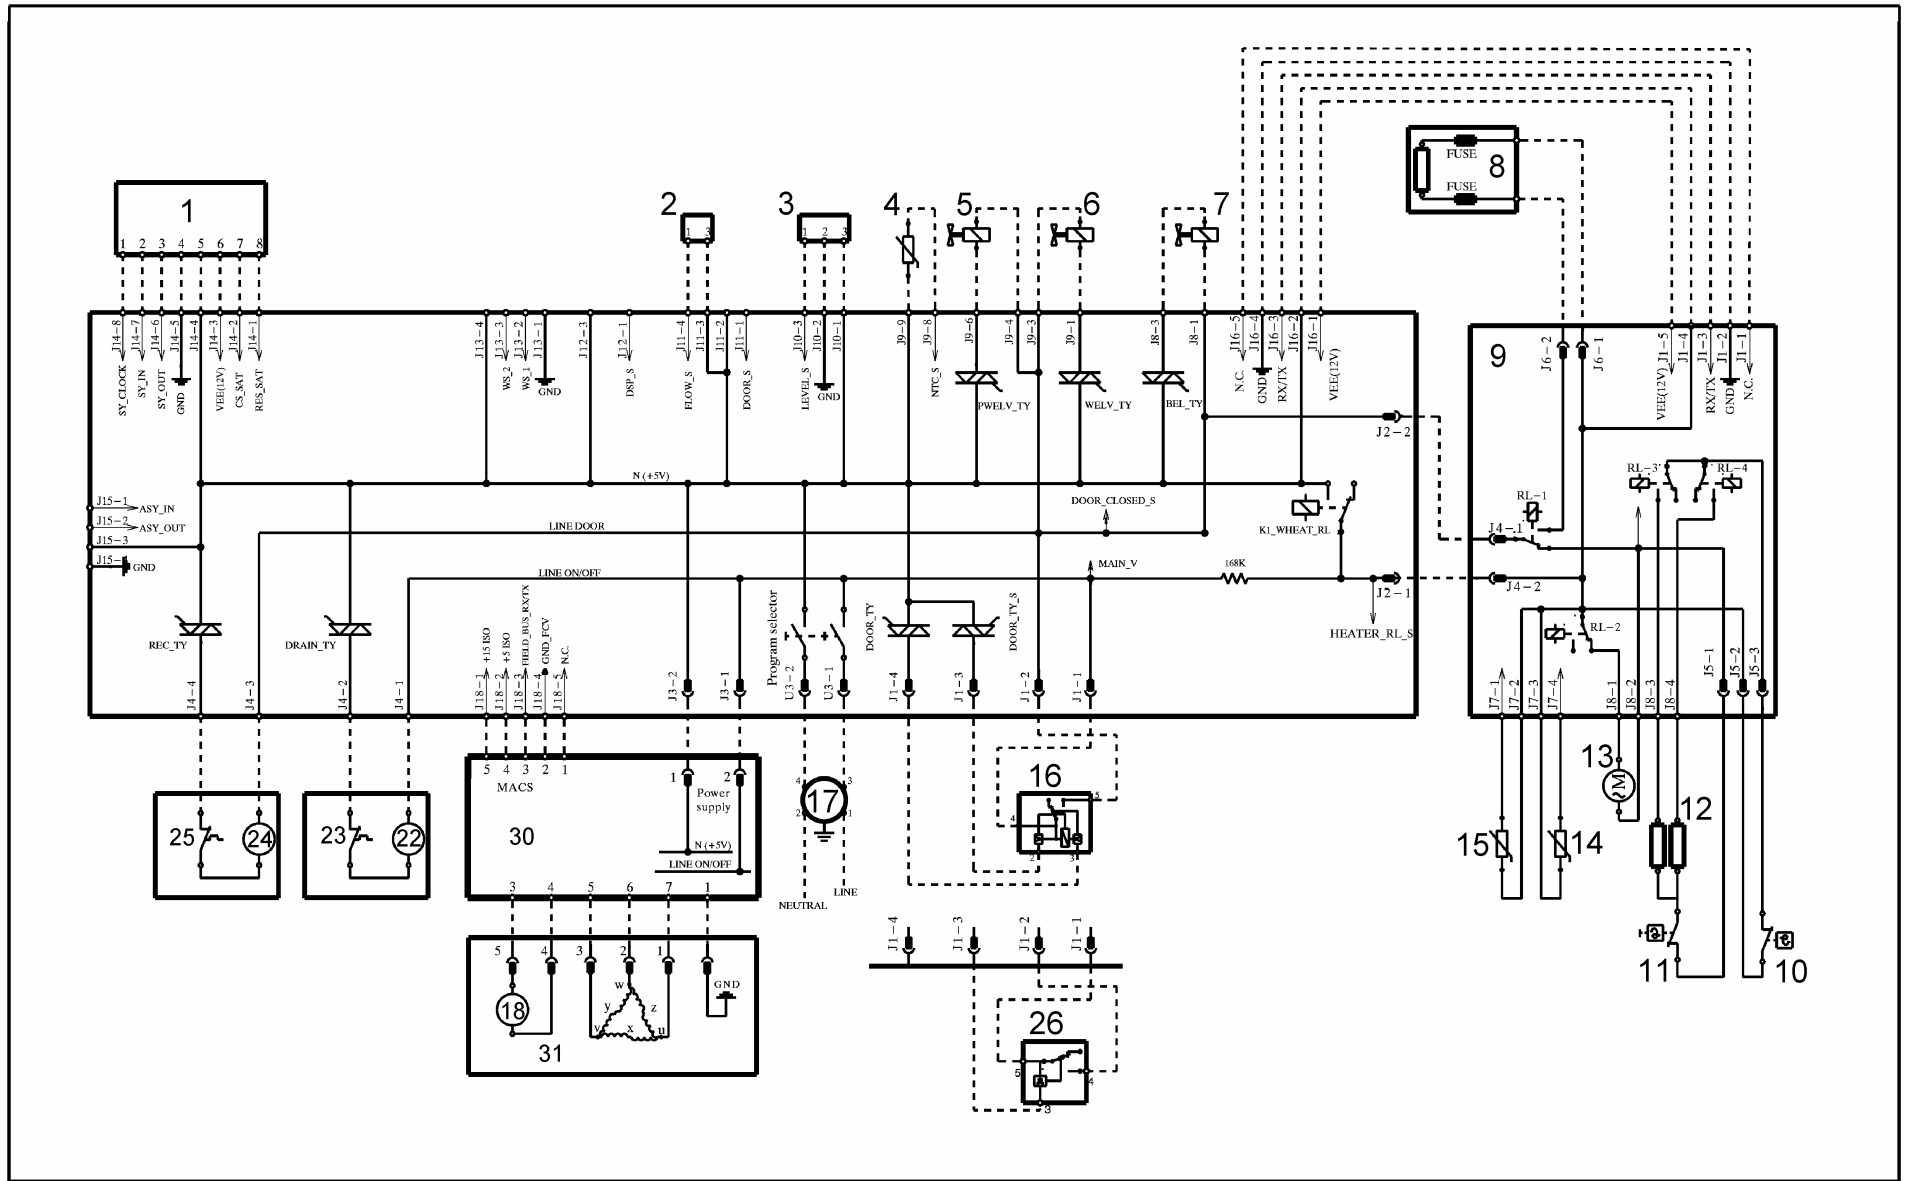 1
1 2 3 4 5 6 7 8
2
1 3
3
1 2 3
4
5
6
7
FUSE
8
FUSE
9
J14-8
J14-7
J14-6
J14-5
J14-4
J14-3
J14-2
J14-1
SY_CLOCK
SY_IN
SY_OUT
GND
VEE(12V)
CS_SAT
RES_SAT
J13-4
J13-3
J13-2
J13-1
WS_2
WS_1
GND
J12-3
J12-1
DSP_S
J11-4
J11-3
J11-2
J11-1
FLOW_S
DOOR_S
J10-3
J10-2
J10-1
LEVEL_S
GND
J9-9
J9-8
NTC_S
J9-6
J9-4
J9-3
J9-1
PWELV_TY
WELV_TY
J8-3
J8-1
BEL_TY
J16-5
J16-4
J16-3
J16-2
J16-1
N.C.
GND
RX/TX
VEE(12V)
J2-2
J6-2
J6-1
J1-5
J1-4
J1-3
J1-2
J1-1
VEE(12V)
RX/TX
GND
N.C.
N (+5V)
J15-1
ASY_IN
J15-2
ASY_OUT
J15-3
GND
LINE DOOR
DOOR_CLOSED_S
K1_WHEAT_RL
RL-1
RL-3
RL-4
J4-1
LINE ON/OFF
MAIN_V
168K
J2-1
J4-2
HEATER_RL_S
RL-2
REC_TY
DRAIN_TY
+15 ISO
+5 ISO
FIELD_BUS_RX/TX
GND_FCV
N.C.
Program selector
DOOR_TY
DOOR_TY_S
J4-4
J4-3
J4-2
J4-1
J18-1
J18-2
J18-3
J18-4
J18-5
J3-2
J3-1
U3-2
U3-1
J1-4
J1-3
J1-2
J1-1
J7-1
J7-2
J7-3
J7-4
J8-1
J8-2
J8-3
J8-4
J5-1
J5-2
J5-3
5 4 3 2 1
MACS
1
2
Power
supply
30
N (+5V)
LINE ON/OFF
3 4 5 6 7 1
4
3
17
2
1
NEUTRAL
LINE
16
5
4
2
3
13
M
~
12
15
14
11
10
25
24
23
22
J1-4
J1-3
J1-2
J1-1
5 4 3 2 1
18
w
y
z
v
x
u
GND
31
26
5
4
3